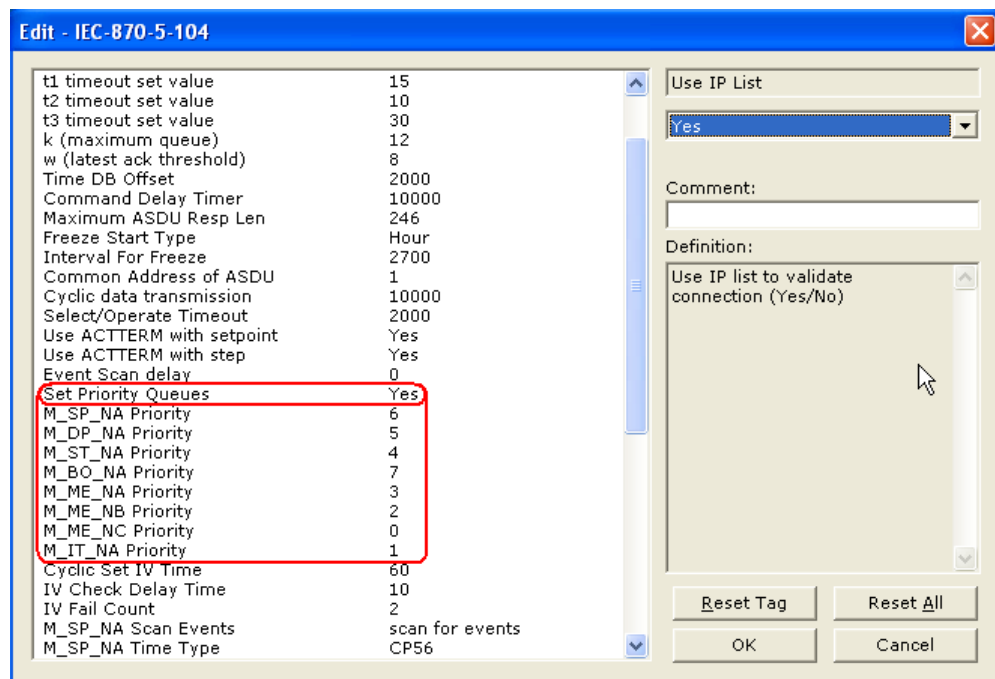 Edit - IEC-870-5-104
t1 timeout set value 15
t2 timeout set value 10
t3 timeout set value 30
k (maximum queue) 12
w (latest ack threshold) 8
Time DB Offset 2000
Command Delay Timer 10000
Maximum ASDU Resp Len 246
Freeze Start Type Hour
Interval For Freeze 2700
Common Address of ASDU 1
Cyclic data transmission 10000
Select/Operate Timeout 2000
Use ACTTERM with setpoint Yes
Use ACTTERM with step Yes
Event Scan delay 0
Set Priority Queues Yes
M_SP_NA Priority 6
M_DP_NA Priority 5
M_ST_NA Priority 4
M_BO_NA Priority 7
M_ME_NA Priority 3
M_ME_NB Priority 2
M_ME_NC Priority 0
M_IT_NA Priority 1
Cyclic Set IV Time 60
IV Check Delay Time 10
IV Fail Count 2
M_SP_NA Scan Events scan for events
M_SP_NA Time Type CP56
Use IP List
Yes
Comment:
Definition:
Use IP list to validate
connection (Yes/No)
Reset Tag Reset All
OK Cancel